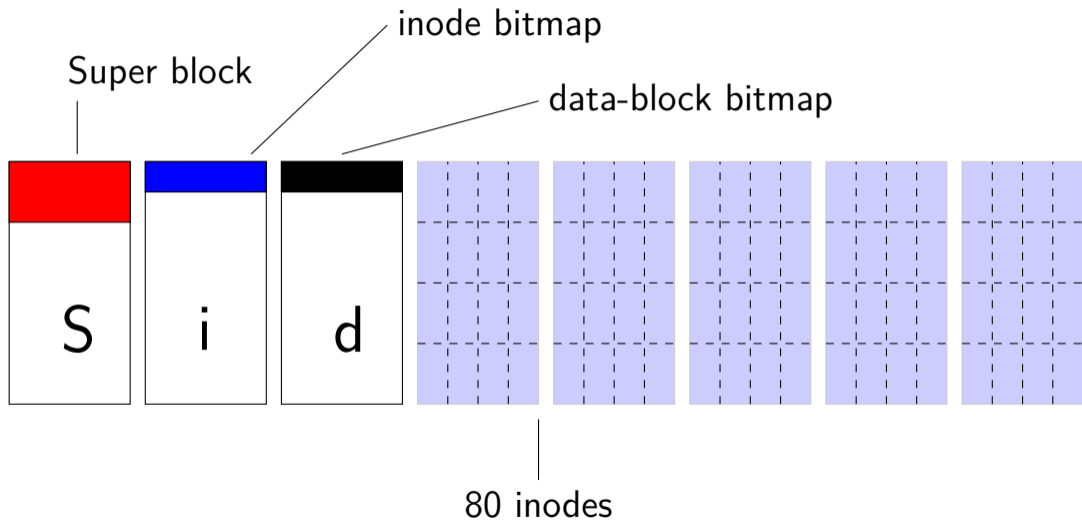 inode bitmap
Super block
data-block bitmap
S
i
d
80 inodes